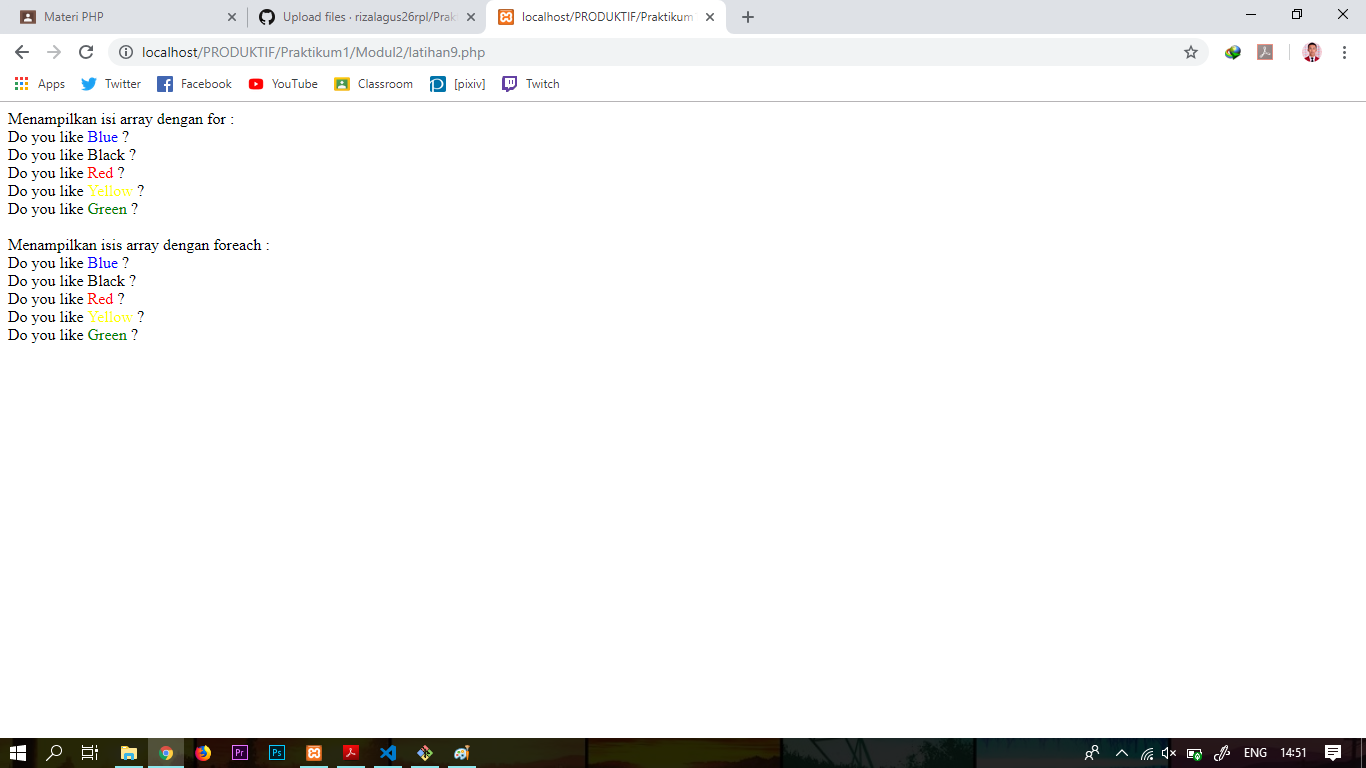 Materi PHP
Upload files · rizalagus26rpl/Prak
localhost/PRODUKTIF/Praktikum
localhost/PRODUKTIF/Praktikum1/Modul2/latihan9.php
Apps
Twitter
Facebook
YouTube
Classroom
[pixiv]
Twitch
Menampilkan isi array dengan for :
Do you like Blue ?
Do you like Black ?
Do you like Red ?
Do you like Yellow ?
Do you like Green ?
Menampilkan isis array dengan foreach :
Do you like Blue ?
Do you like Black ?
Do you like Red ?
Do you like Yellow ?
Do you like Green ?
Pr
Ps
ENG
14:51